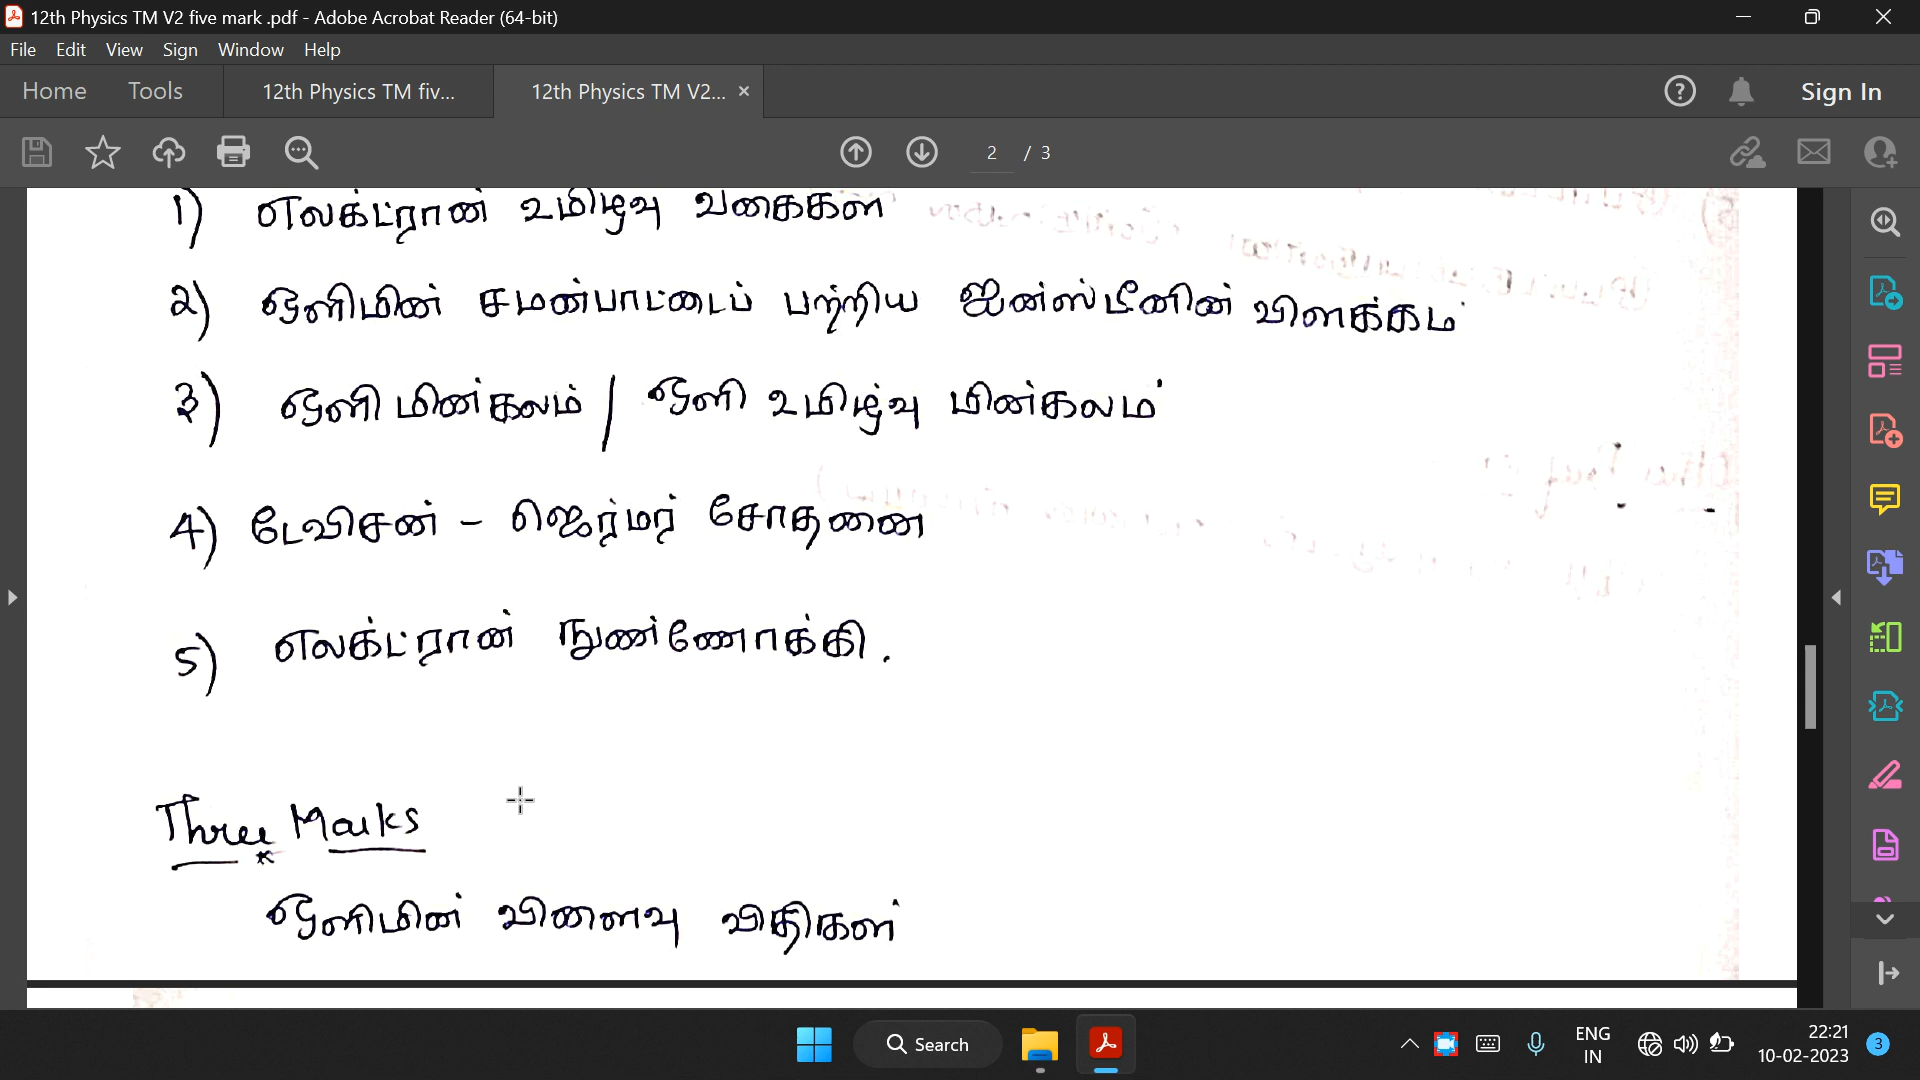 12th Physics TM V2 five mark .pdf - Adobe Acrobat Reader (64-bit)
File Edit View Sign Window Help
Home Tools 12th Physics TM fiv... 12th Physics TM V2... × Sign In
2 / 3
1) எலக்ட்ரான் உமிழ்வு வகைகள்
2) ஒளிமின் சமன்பாட்டைப் பற்றிய ஐன்ஸ்டீனின் விளக்கம்
3) ஒளி மின்கலம் / ஒளி உமிழ்வு மின்கலம்
4) டேவிசன் - ஜெர்மர் சோதனை
5) எலக்ட்ரான் நுண்ணோக்கி.
Three Marks
*
ஒளிமின் விளைவு விதிகள்
Search
ENG
IN
22:21
10-02-2023
3